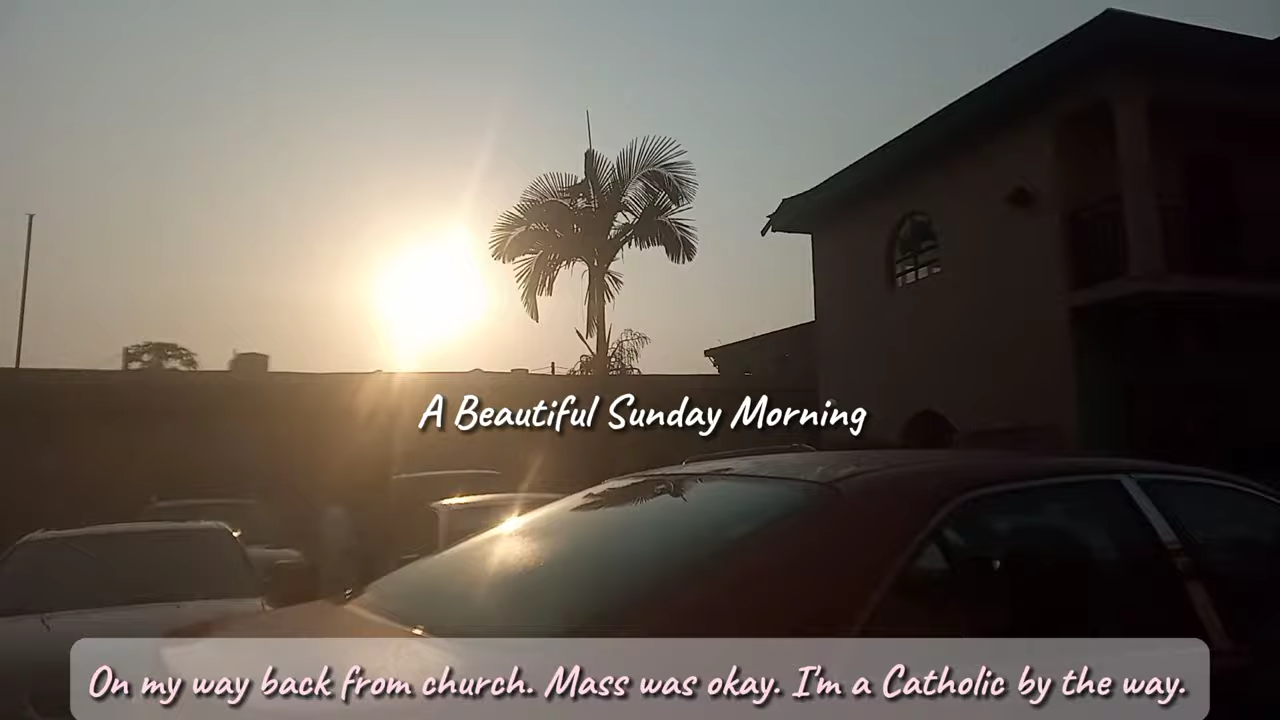 A Beautiful Sunday Morning
On my way back from church. Mass was okay. I'm a Catholic by the way.